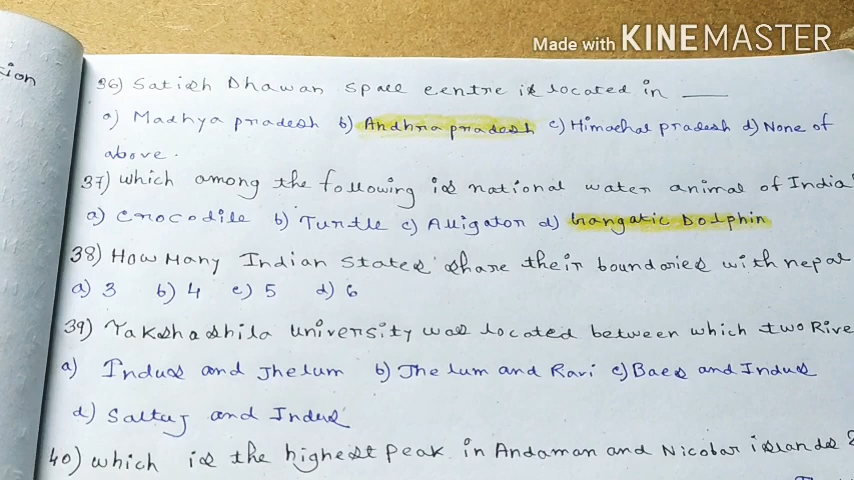 Made with KINEMASTER
tion
36) Satish Dhawan space centre is located in ___
a) Madhya pradesh b) Andhra pradesh c) Himachal pradesh d) None of
above.
37) which among the following is national water animal of India
a) crocodile b) Turtle c) Alligator d) Gangatic Dolphin
38) How Many Indian states share their boundaries with nepal
a) 3 b) 4 c) 5 d) 6
39) Takshashila university was located between which two Rive
a) Indus and Jhelum b) Jhelum and Ravi c) Baes and Indus
d) Saltuj and Indus
40) which is the highest peak in Andaman and Nicobar islands